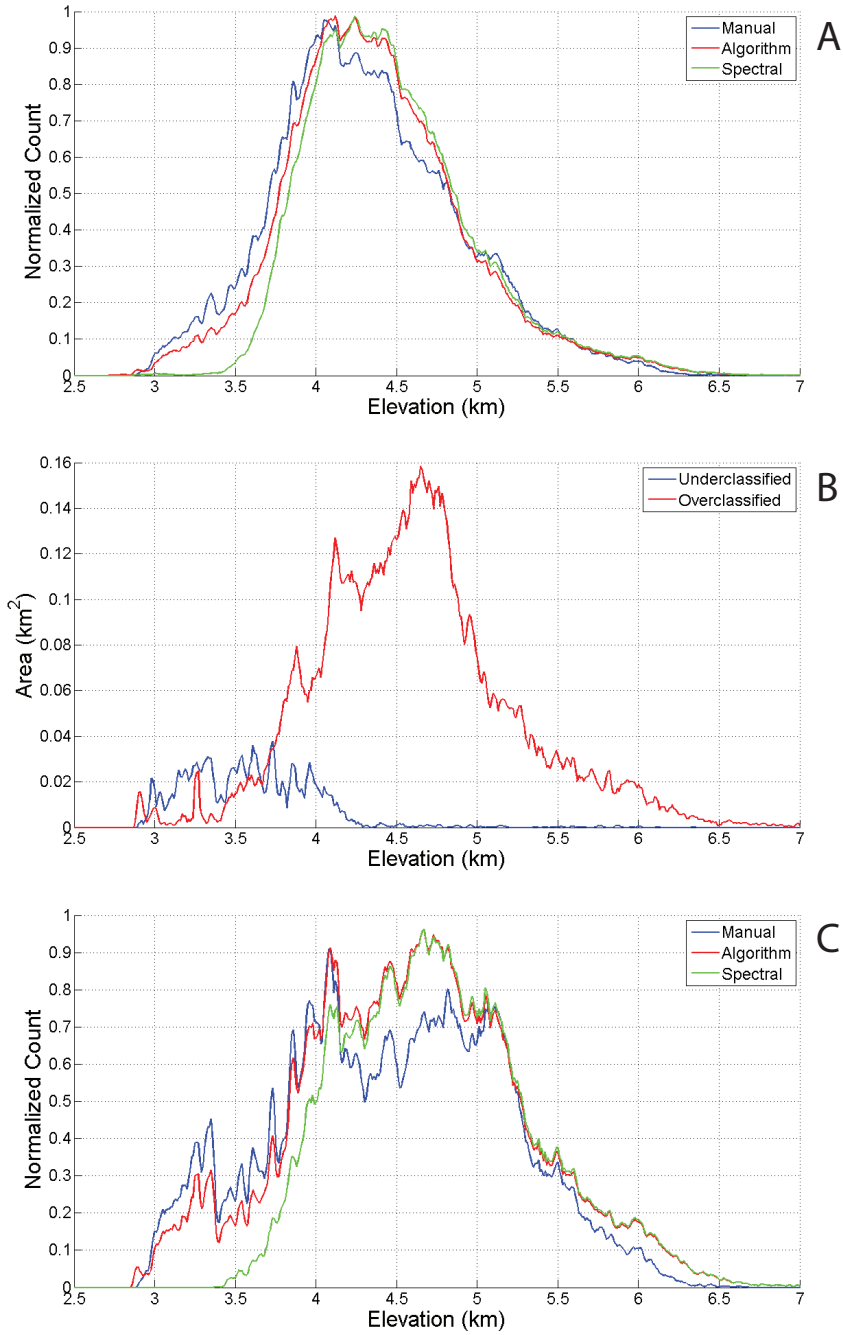 A
Manual
Algorithm
Spectral
Normalized Count
1
0.9
0.8
0.7
0.6
0.5
0.4
0.3
0.2
0.1
0
2.5 3 3.5 4 4.5 5 5.5 6 6.5 7
Elevation (km)
B
Underclassified
Overclassified
Area (km²)
0.16
0.14
0.12
0.1
0.08
0.06
0.04
0.02
0
2.5 3 3.5 4 4.5 5 5.5 6 6.5 7
Elevation (km)
C
Manual
Algorithm
Spectral
Normalized Count
1
0.9
0.8
0.7
0.6
0.5
0.4
0.3
0.2
0.1
0
2.5 3 3.5 4 4.5 5 5.5 6 6.5 7
Elevation (km)